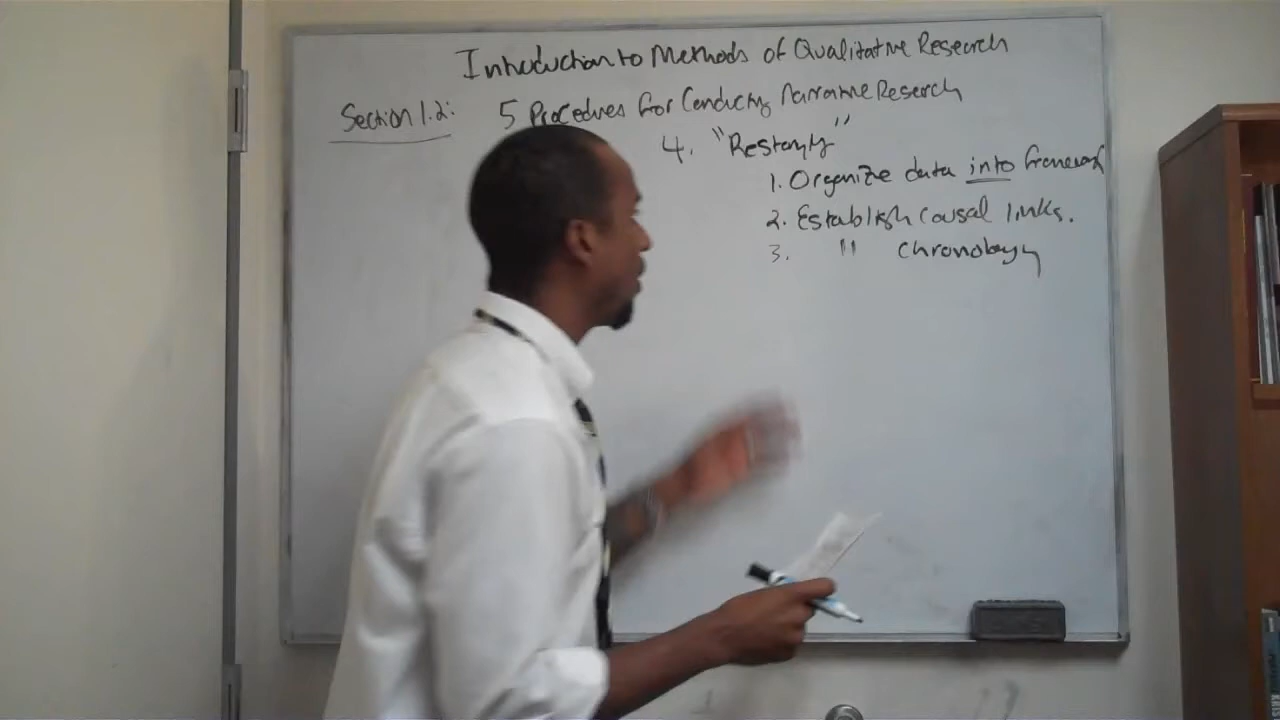 Introduction to Methods of Qualitative Research
Section 1.2: 5 Procedures for Conducting Narrative Research
4. "Restorying"
1. Organize data into framework
2. Establish causal links.
3. " Chronology